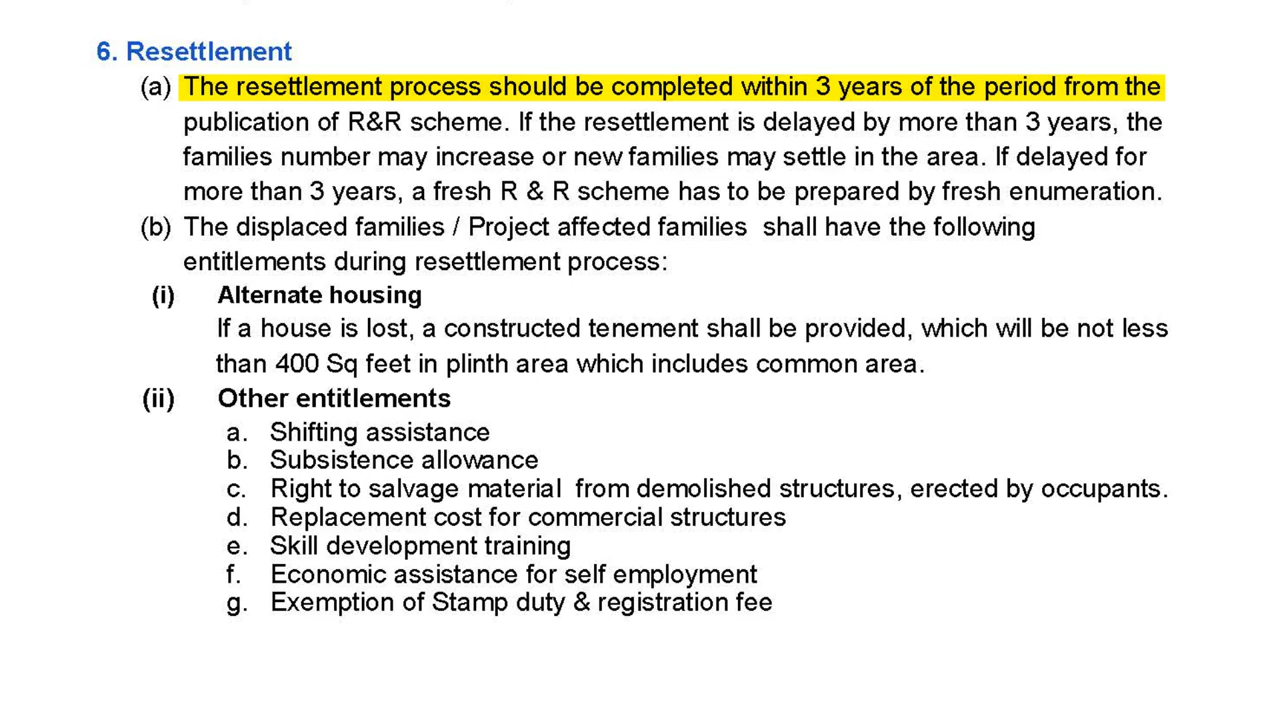 6. Resettlement
(a) The resettlement process should be completed within 3 years of the period from the
publication of R&R scheme. If the resettlement is delayed by more than 3 years, the
families number may increase or new families may settle in the area. If delayed for
more than 3 years, a fresh R & R scheme has to be prepared by fresh enumeration.
(b) The displaced families / Project affected families shall have the following
entitlements during resettlement process:
(i) Alternate housing
If a house is lost, a constructed tenement shall be provided, which will be not less
than 400 Sq feet in plinth area which includes common area.
(ii) Other entitlements
a. Shifting assistance
b. Subsistence allowance
c. Right to salvage material from demolished structures, erected by occupants.
d. Replacement cost for commercial structures
e. Skill development training
f. Economic assistance for self employment
g. Exemption of Stamp duty & registration fee